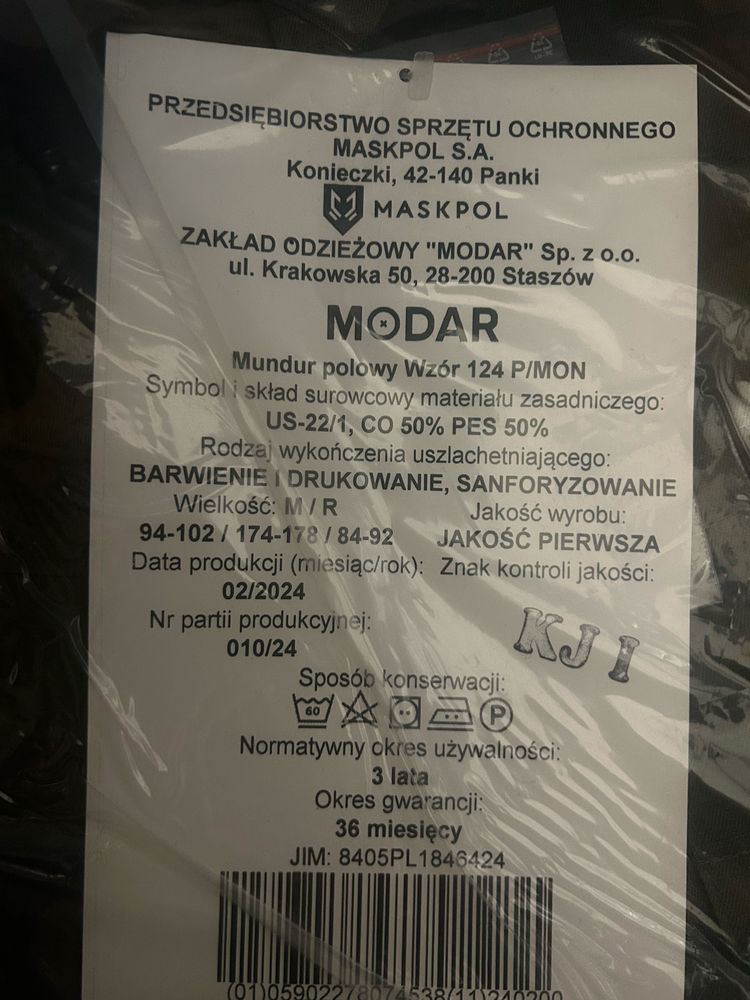 PRZEDSIĘBIORSTWO SPRZĘTU OCHRONNEGO
MASKPOL S.A.
Konieczki, 42-140 Panki
MASKPOL
ZAKŁAD ODZIEŻOWY "MODAR" Sp. z o.o.
ul. Krakowska 50, 28-200 Staszów
MODAR
Mundur polowy Wzór 124 P/MON
Symbol i skład surowcowy materiału zasadniczego:
US-22/1, CO 50% PES 50%
Rodzaj wykończenia uszlachetniającego:
BARWIENIE I DRUKOWANIE, SANFORYZOWANIE
Wielkość: M / R
94-102 / 174-178 / 84-92
Jakość wyrobu:
JAKOŚĆ PIERWSZA
Data produkcji (miesiąc/rok):
02/2024
Znak kontroli jakości:
KJ I
Nr partii produkcyjnej:
010/24
Sposób konserwacji:
60
P
Normatywny okres używalności:
3 lata
Okres gwarancji:
36 miesięcy
JIM: 8405PL1846424
(01)05902278074538(11)240200